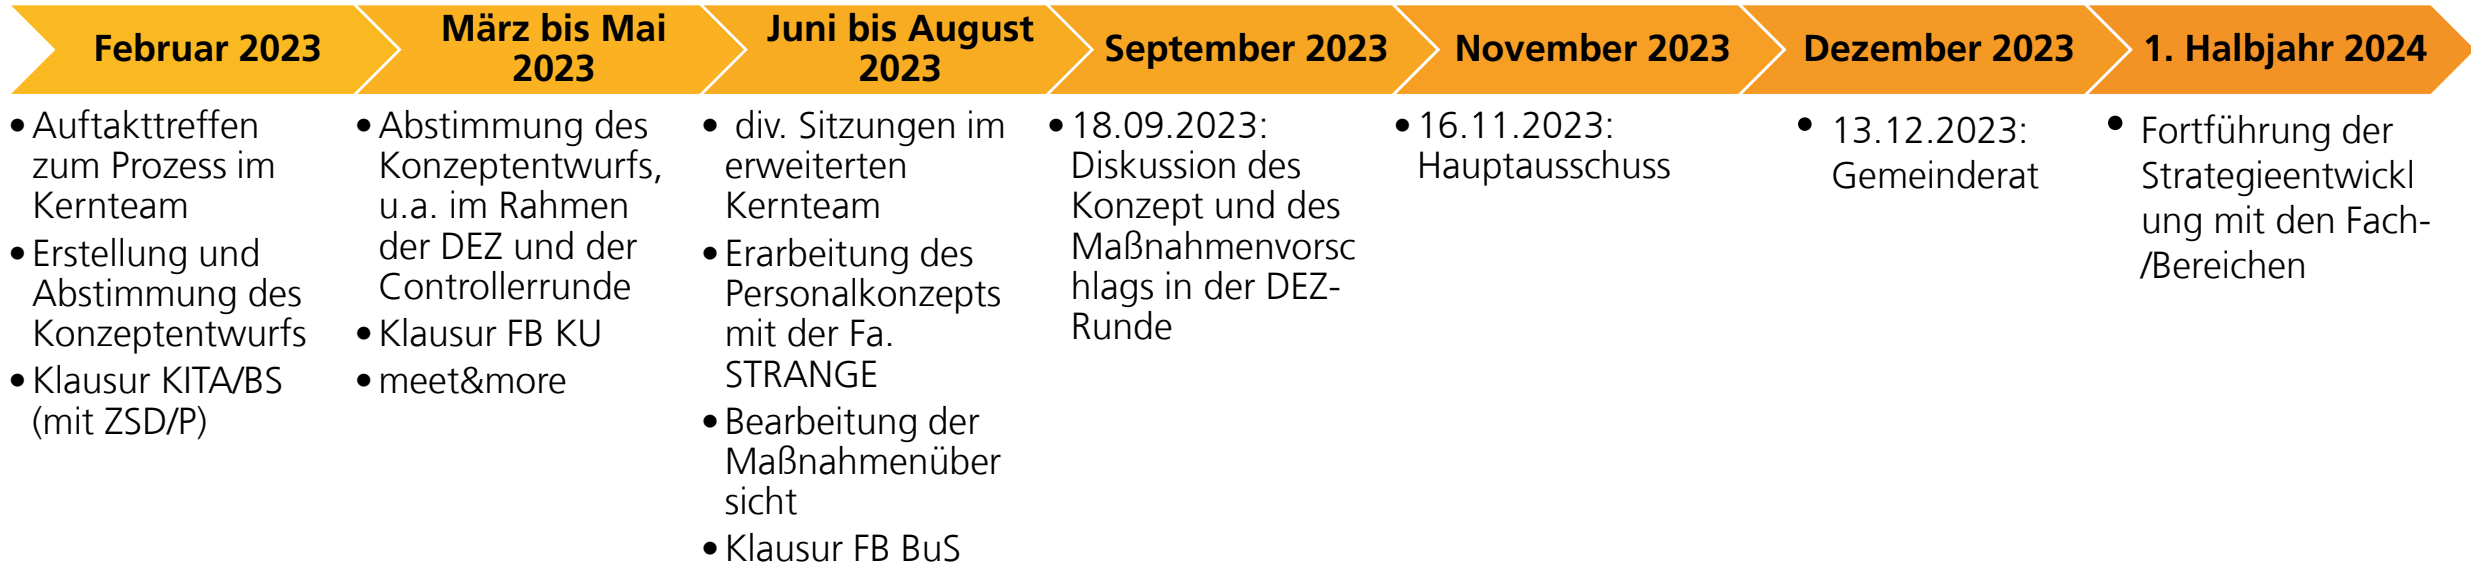 Februar 2023
März bis Mai
2023
Juni bis August
2023
September 2023
November 2023
Dezember 2023
1. Halbjahr 2024
• Auftakttreffen
zum Prozess im
Kernteam
• Erstellung und
Abstimmung des
Konzeptentwurfs
• Klausur KITA/BS
(mit ZSD/P)
• Abstimmung des
Konzeptentwurfs,
u.a. im Rahmen
der DEZ und der
Controllerrunde
• Klausur FB KU
• meet&more
• div. Sitzungen im
erweiterten
Kernteam
• Erarbeitung des
Personalkonzepts
mit der Fa.
STRANGE
• Bearbeitung der
Maßnahmenüber
sicht
• Klausur FB BuS
• 18.09.2023:
Diskussion des
Konzept und des
Maßnahmenvorsc
hlags in der DEZ-
Runde
• 16.11.2023:
Hauptausschuss
• 13.12.2023:
Gemeinderat
• Fortführung der
Strategieentwickl
ung mit den Fach-
/Bereichen